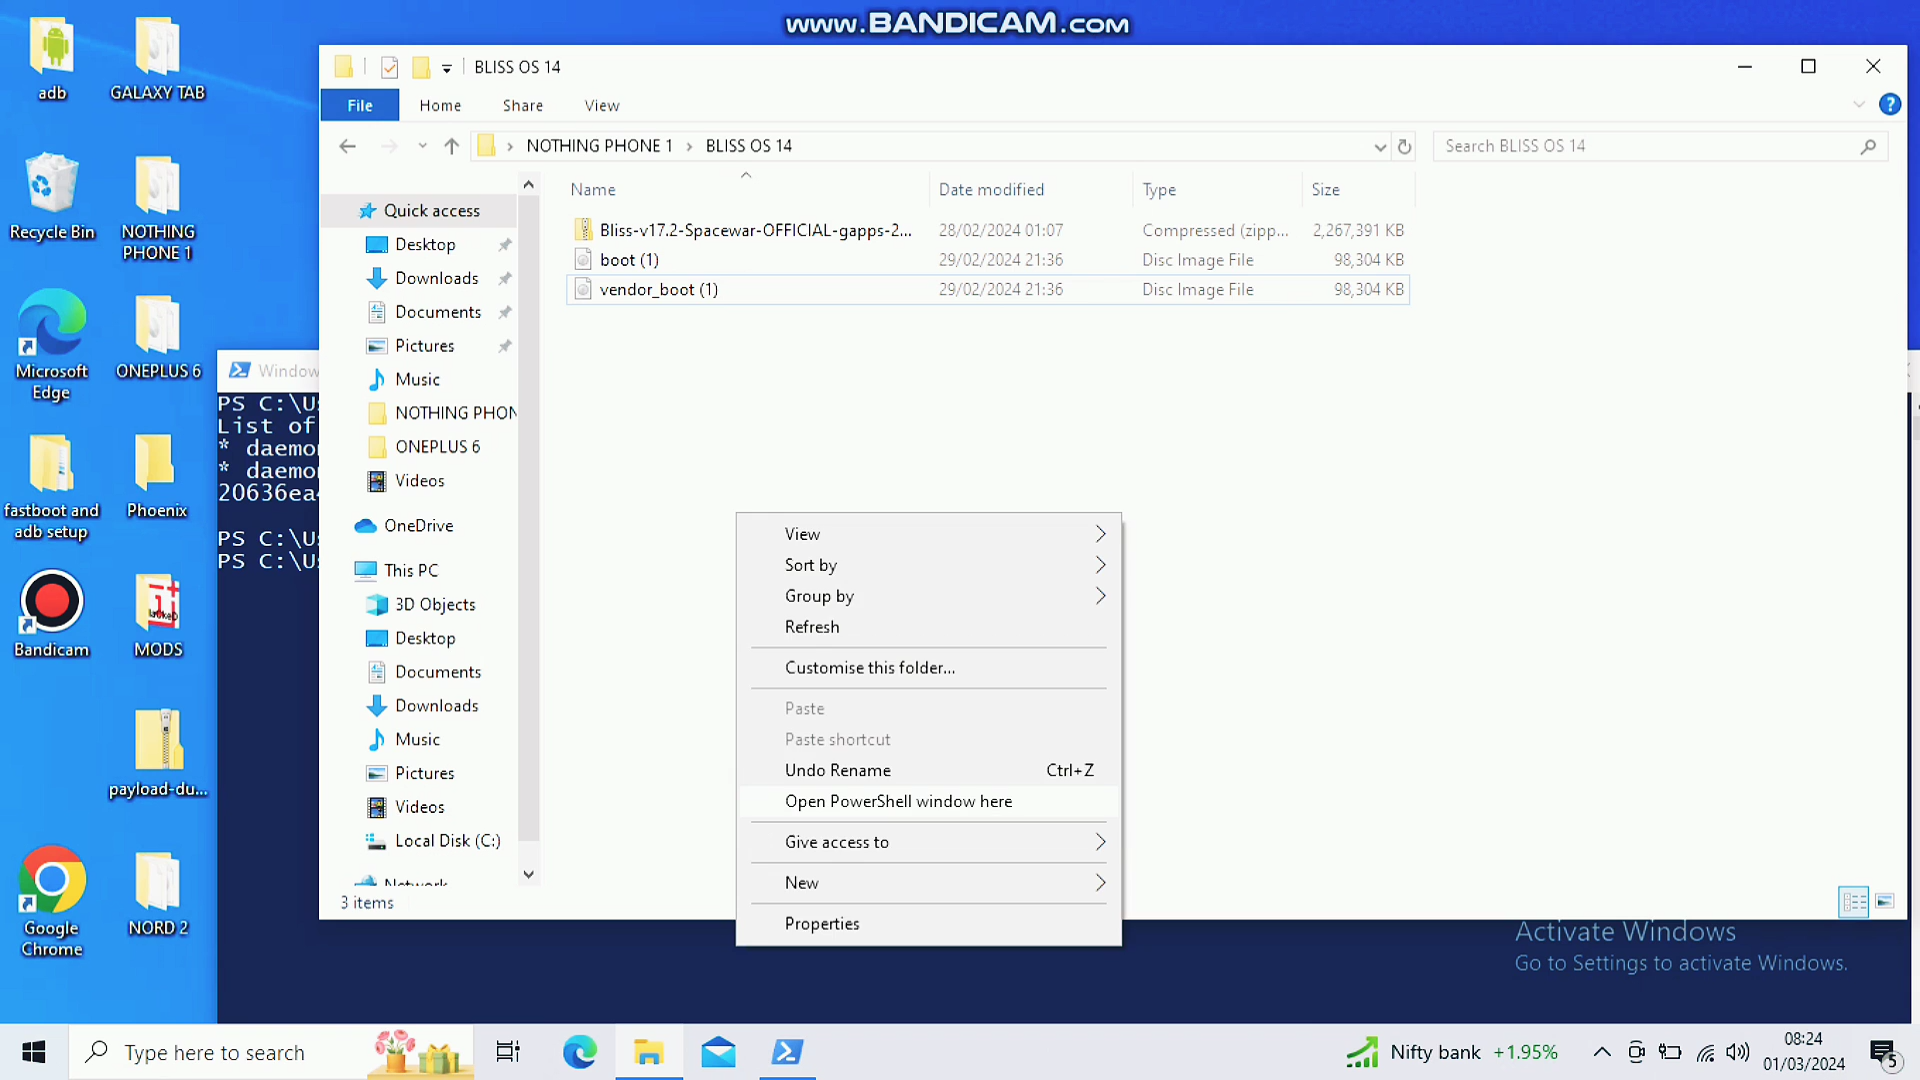 www.BANDICAM.com
adb
GALAXY TAB
Recycle Bin
NOTHING
PHONE 1
Microsoft
Edge
ONEPLUS 6
fastboot and
adb setup
Phoenix
Bandicam
MODS
payload-du...
Google
Chrome
NORD 2
BLISS OS 14
File
Home
Share
View
NOTHING PHONE 1
BLISS OS 14
Search BLISS OS 14
Name
Date modified
Type
Size
Bliss-v17.2-Spacewar-OFFICIAL-gapps-2... 28/02/2024 01:07 Compressed (zipp... 2,267,391 KB
boot (1) 29/02/2024 21:36 Disc Image File 98,304 KB
vendor_boot (1) 29/02/2024 21:36 Disc Image File 98,304 KB
Quick access
Desktop
Downloads
Documents
Pictures
Music
NOTHING PHON
ONEPLUS 6
Videos
OneDrive
This PC
3D Objects
Desktop
Documents
Downloads
Music
Pictures
Videos
Local Disk (C:)
Network
3 items
Window
PS C:\Us
List of
* daemon
* daemon
20636ea4
PS C:\Us
PS C:\Us
View
Sort by
Group by
Refresh
Customise this folder...
Paste
Paste shortcut
Undo Rename Ctrl+Z
Open PowerShell window here
Give access to
New
Properties
Activate Windows
Go to Settings to activate Windows.
Type here to search
Nifty bank +1.95%
08:24
01/03/2024
5